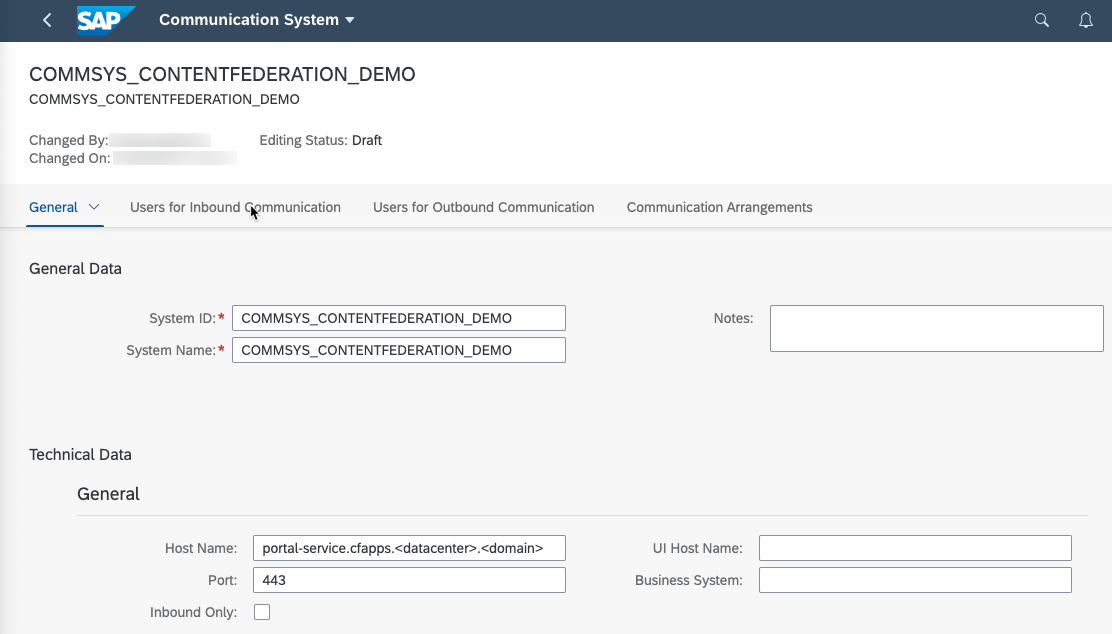 SAP Communication System
COMMSYS_CONTENTFEDERATION_DEMO
COMMSYS_CONTENTFEDERATION_DEMO
Changed By: Editing Status: Draft
Changed On:
General Users for Inbound Communication Users for Outbound Communication Communication Arrangements
General Data
System ID:* COMMSYS_CONTENTFEDERATION_DEMO Notes:
System Name:* COMMSYS_CONTENTFEDERATION_DEMO
Technical Data
General
Host Name: portal-service.cfapps.<datacenter>.<domain> UI Host Name:
Port: 443 Business System:
Inbound Only: